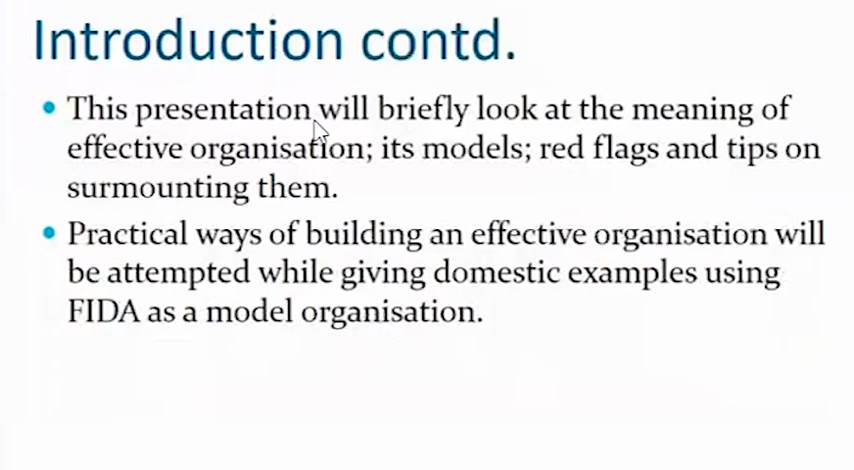 Introduction contd.
This presentation will briefly look at the meaning of
effective organisation; its models; red flags and tips on
surmounting them.
Practical ways of building an effective organisation will
be attempted while giving domestic examples using
FIDA as a model organisation.